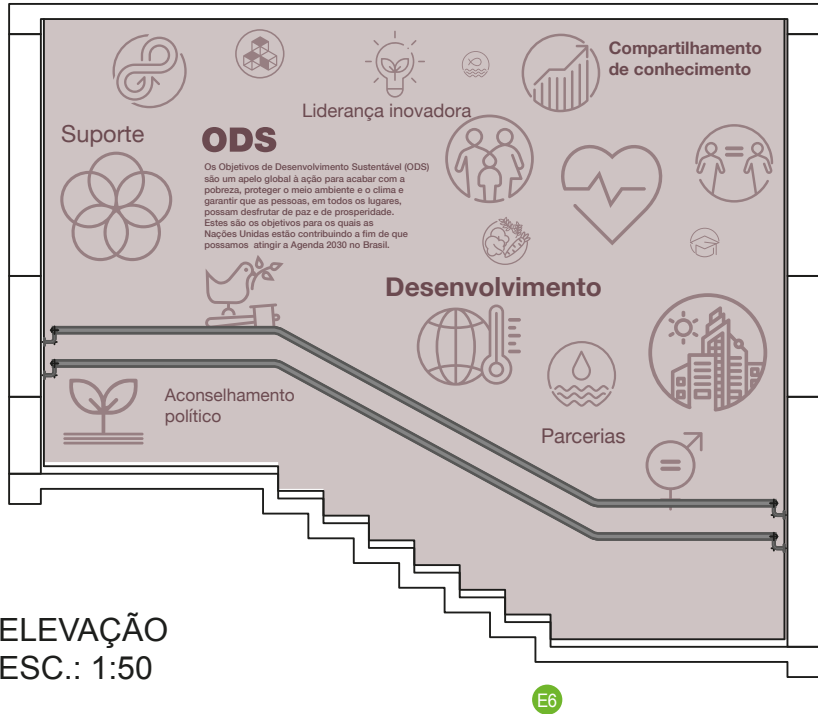 Compartilhamento
de conhecimento
Liderança inovadora
Suporte
ODS
Os Objetivos de Desenvolvimento Sustentável (ODS)
são um apelo global à ação para acabar com a
pobreza, proteger o meio ambiente e o clima e
garantir que as pessoas, em todos os lugares,
possam desfrutar de paz e de prosperidade.
Estes são os objetivos para os quais as
Nações Unidas estão contribuindo a fim de que
possamos atingir a Agenda 2030 no Brasil.
Desenvolvimento
Aconselhamento
político
Parcerias
ELEVAÇÃO
ESC.: 1:50
E6